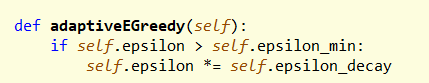 def adaptiveEGreedy(self):
    if self.epsilon > self.epsilon_min:
        self.epsilon *= self.epsilon_decay